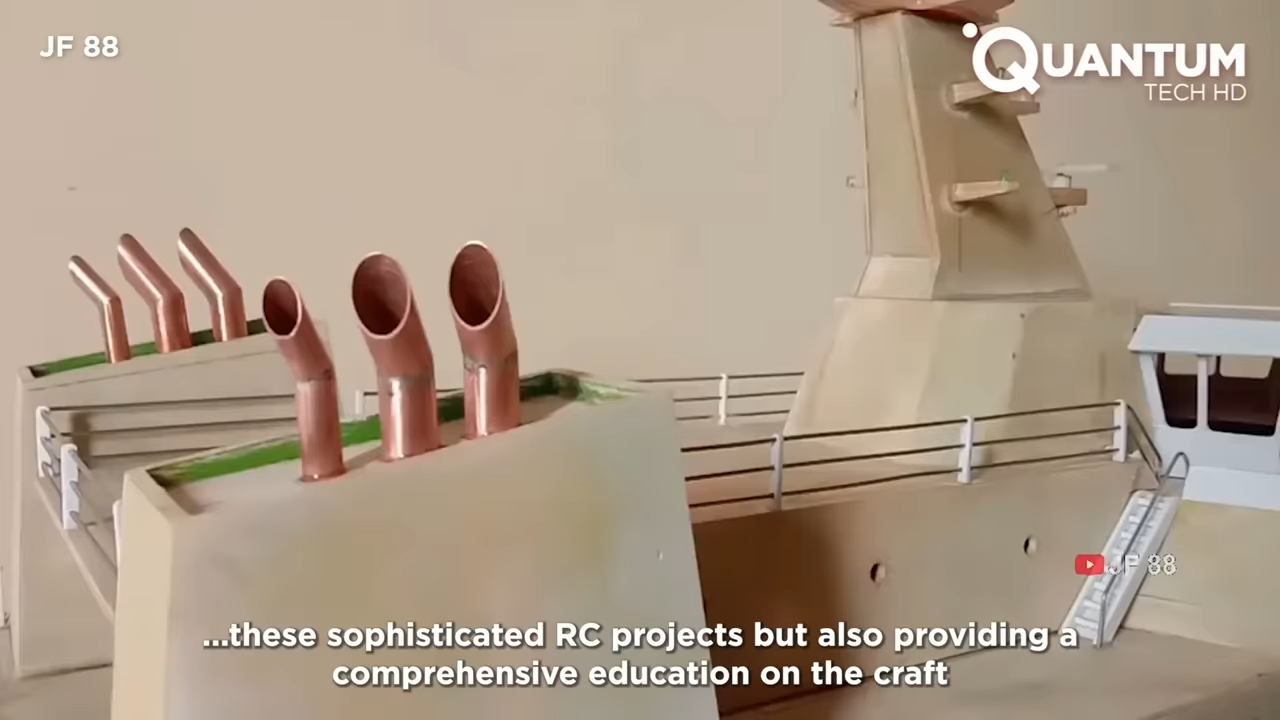 JF 88
QUANTUM
TECH HD
JF 88
...these sophisticated RC projects but also providing a
comprehensive education on the craft